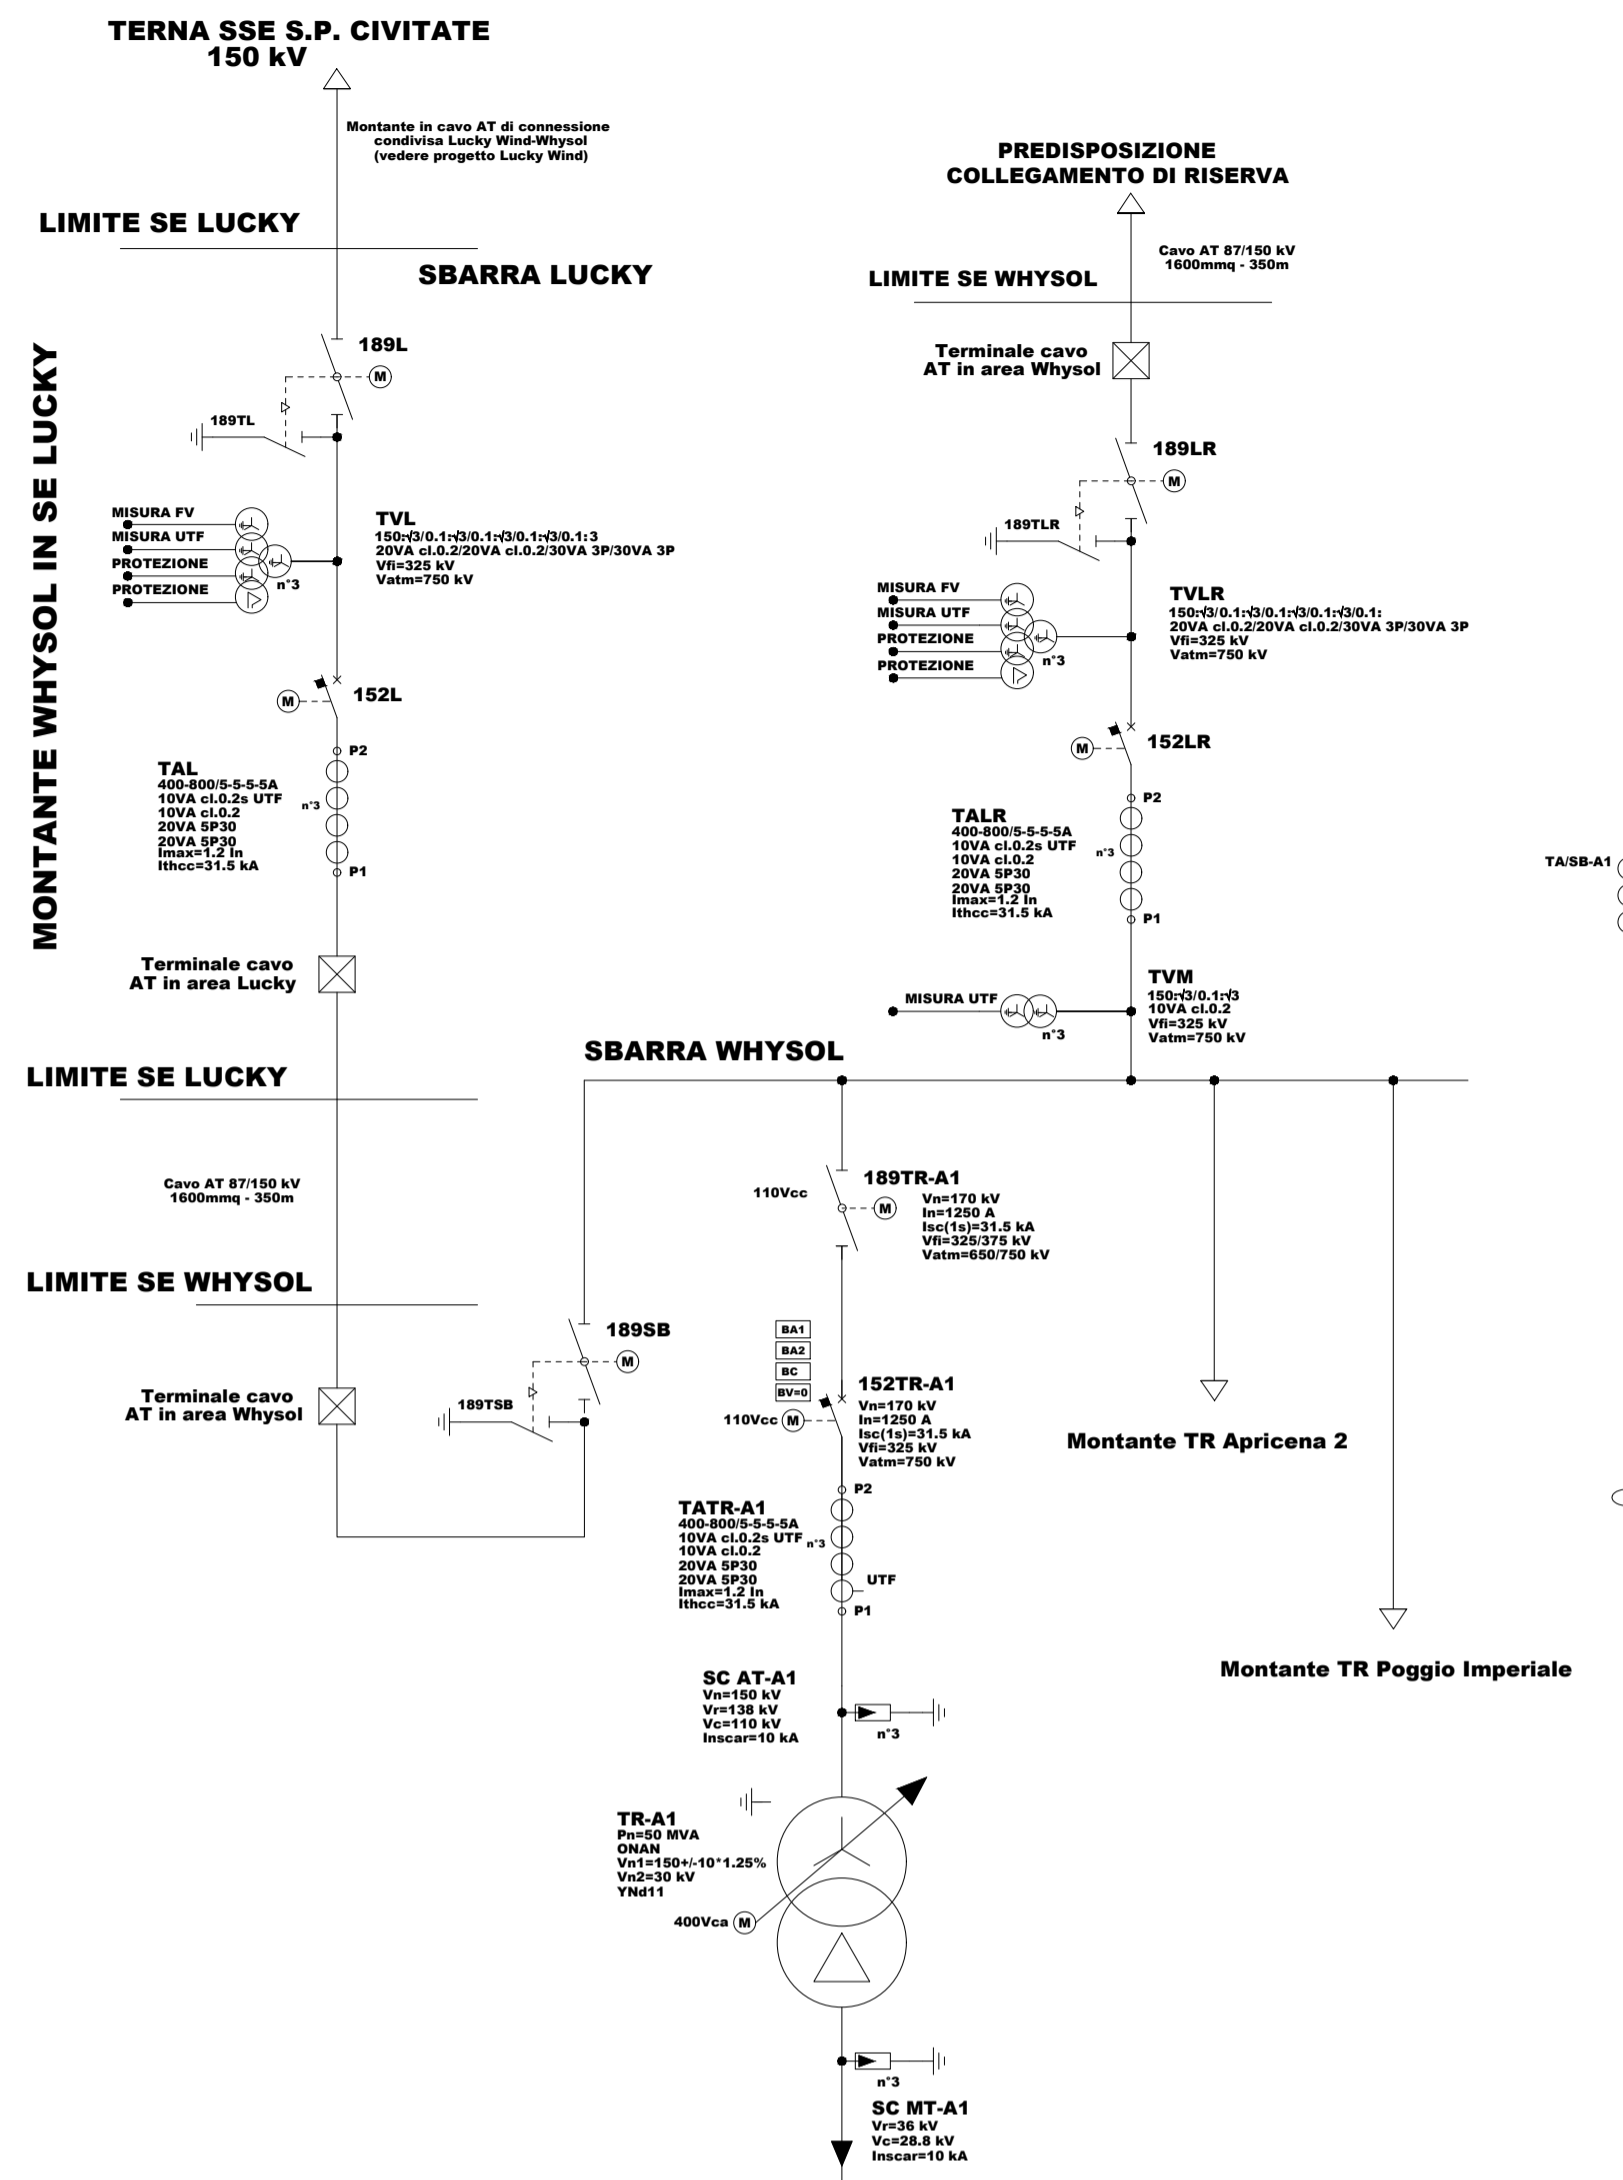 TERNA SSE S.P. CIVITATE
150 kV
Montante in cavo AT di connessione
condivisa Lucky Wind-Whysol
(vedere progetto Lucky Wind)
LIMITE SE LUCKY
SBARRA LUCKY
MONTANTE WHYSOL IN SE LUCKY
189L
M
189TL
MISURA FV
MISURA UTF
PROTEZIONE
PROTEZIONE
n°3
TVL
150:√3/0.1:√3/0.1:√3/0.1:√3/0.1:3
20VA cl.0.2/20VA cl.0.2/30VA 3P/30VA 3P
Vfi=325 kV
Vatm=750 kV
M
152L
P2
TAL
400-800/5-5-5-5A
10VA cl.0.2s UTF
10VA cl.0.2
20VA 5P30
20VA 5P30
Imax=1.2 In
Ithcc=31.5 kA
n°3
P1
Terminale cavo
AT in area Lucky
LIMITE SE LUCKY
Cavo AT 87/150 kV
1600mmq - 350m
LIMITE SE WHYSOL
Terminale cavo
AT in area Whysol
189SB
M
189TSB
PREDISPOSIZIONE
COLLEGAMENTO DI RISERVA
Cavo AT 87/150 kV
1600mmq - 350m
LIMITE SE WHYSOL
Terminale cavo
AT in area Whysol
189LR
M
189TLR
MISURA FV
MISURA UTF
PROTEZIONE
PROTEZIONE
n°3
TVLR
150:√3/0.1:√3/0.1:√3/0.1:√3/0.1:
20VA cl.0.2/20VA cl.0.2/30VA 3P/30VA 3P
Vfi=325 kV
Vatm=750 kV
M
152LR
P2
TALR
400-800/5-5-5-5A
10VA cl.0.2s UTF
10VA cl.0.2
20VA 5P30
20VA 5P30
Imax=1.2 In
Ithcc=31.5 kA
n°3
P1
TA/SB-A1
MISURA UTF
n°3
TVM
150:√3/0.1:√3
10VA cl.0.2
Vfi=325 kV
Vatm=750 kV
SBARRA WHYSOL
110Vcc
189TR-A1
M
Vn=170 kV
In=1250 A
Isc(1s)=31.5 kA
Vfi=325/375 kV
Vatm=650/750 kV
BA1
BA2
BC
BV=0
110Vcc
M
152TR-A1
Vn=170 kV
In=1250 A
Isc(1s)=31.5 kA
Vfi=325 kV
Vatm=750 kV
P2
TATR-A1
400-800/5-5-5-5A
10VA cl.0.2s UTF
10VA cl.0.2
20VA 5P30
20VA 5P30
Imax=1.2 In
Ithcc=31.5 kA
n°3
UTF
P1
SC AT-A1
Vn=150 kV
Vr=138 kV
Vc=110 kV
Inscar=10 kA
n°3
TR-A1
Pn=50 MVA
ONAN
Vn1=150+/-10*1.25%
Vn2=30 kV
YNd11
400Vca
M
n°3
SC MT-A1
Vr=36 kV
Vc=28.8 kV
Inscar=10 kA
Montante TR Apricena 2
Montante TR Poggio Imperiale